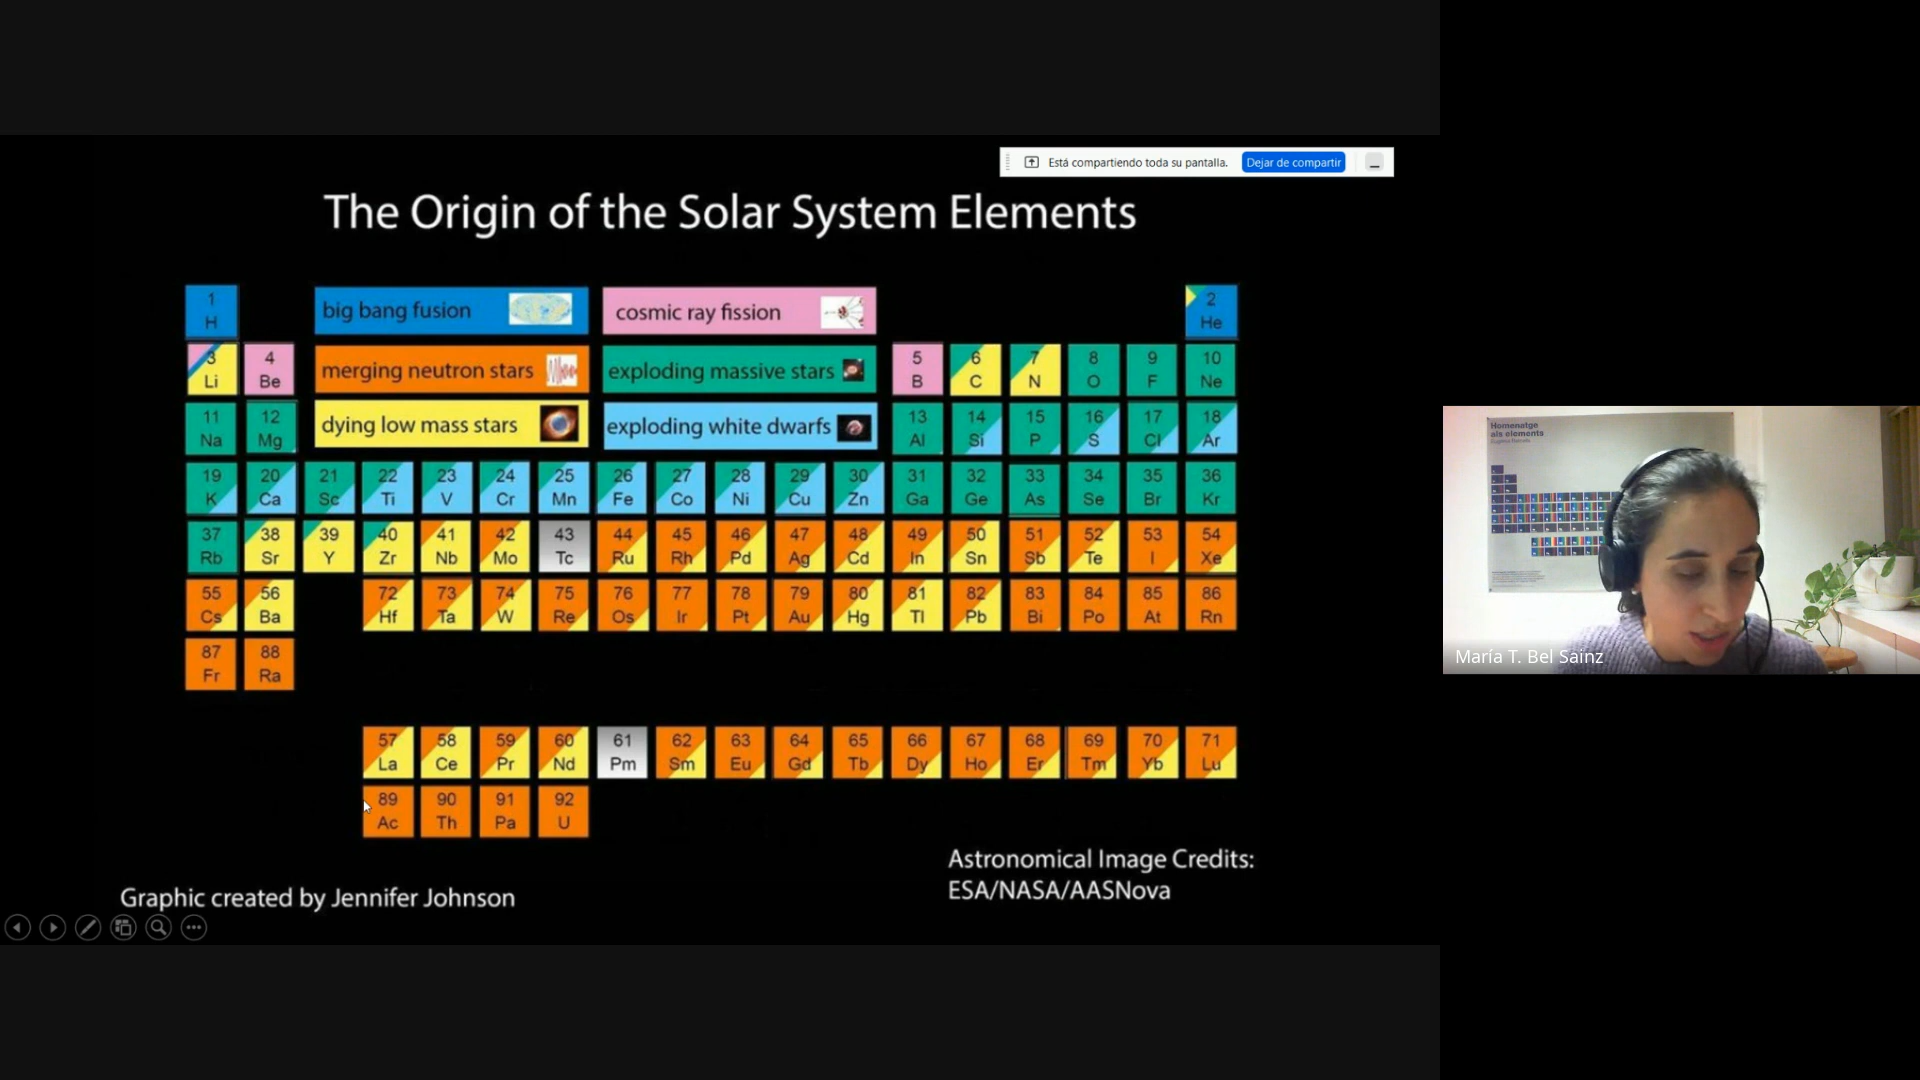 Está compartiendo toda su pantalla. Dejar de compartir
The Origin of the Solar System Elements
1 H
big bang fusion
cosmic ray fission
2 He
3 Li
4 Be
merging neutron stars
exploding massive stars
5 B
6 C
7 N
8 O
9 F
10 Ne
11 Na
12 Mg
dying low mass stars
exploding white dwarfs
13 Al
14 Si
15 P
16 S
17 Cl
18 Ar
19 K
20 Ca
21 Sc
22 Ti
23 V
24 Cr
25 Mn
26 Fe
27 Co
28 Ni
29 Cu
30 Zn
31 Ga
32 Ge
33 As
34 Se
35 Br
36 Kr
37 Rb
38 Sr
39 Y
40 Zr
41 Nb
42 Mo
43 Tc
44 Ru
45 Rh
46 Pd
47 Ag
48 Cd
49 In
50 Sn
51 Sb
52 Te
53 I
54 Xe
55 Cs
56 Ba
72 Hf
73 Ta
74 W
75 Re
76 Os
77 Ir
78 Pt
79 Au
80 Hg
81 Tl
82 Pb
83 Bi
84 Po
85 At
86 Rn
87 Fr
88 Ra
57 La
58 Ce
59 Pr
60 Nd
61 Pm
62 Sm
63 Eu
64 Gd
65 Tb
66 Dy
67 Ho
68 Er
69 Tm
70 Yb
71 Lu
89 Ac
90 Th
91 Pa
92 U
Astronomical Image Credits:
ESA/NASA/AASNova
Graphic created by Jennifer Johnson
Homenatge
als elements
María T. Bel Sainz